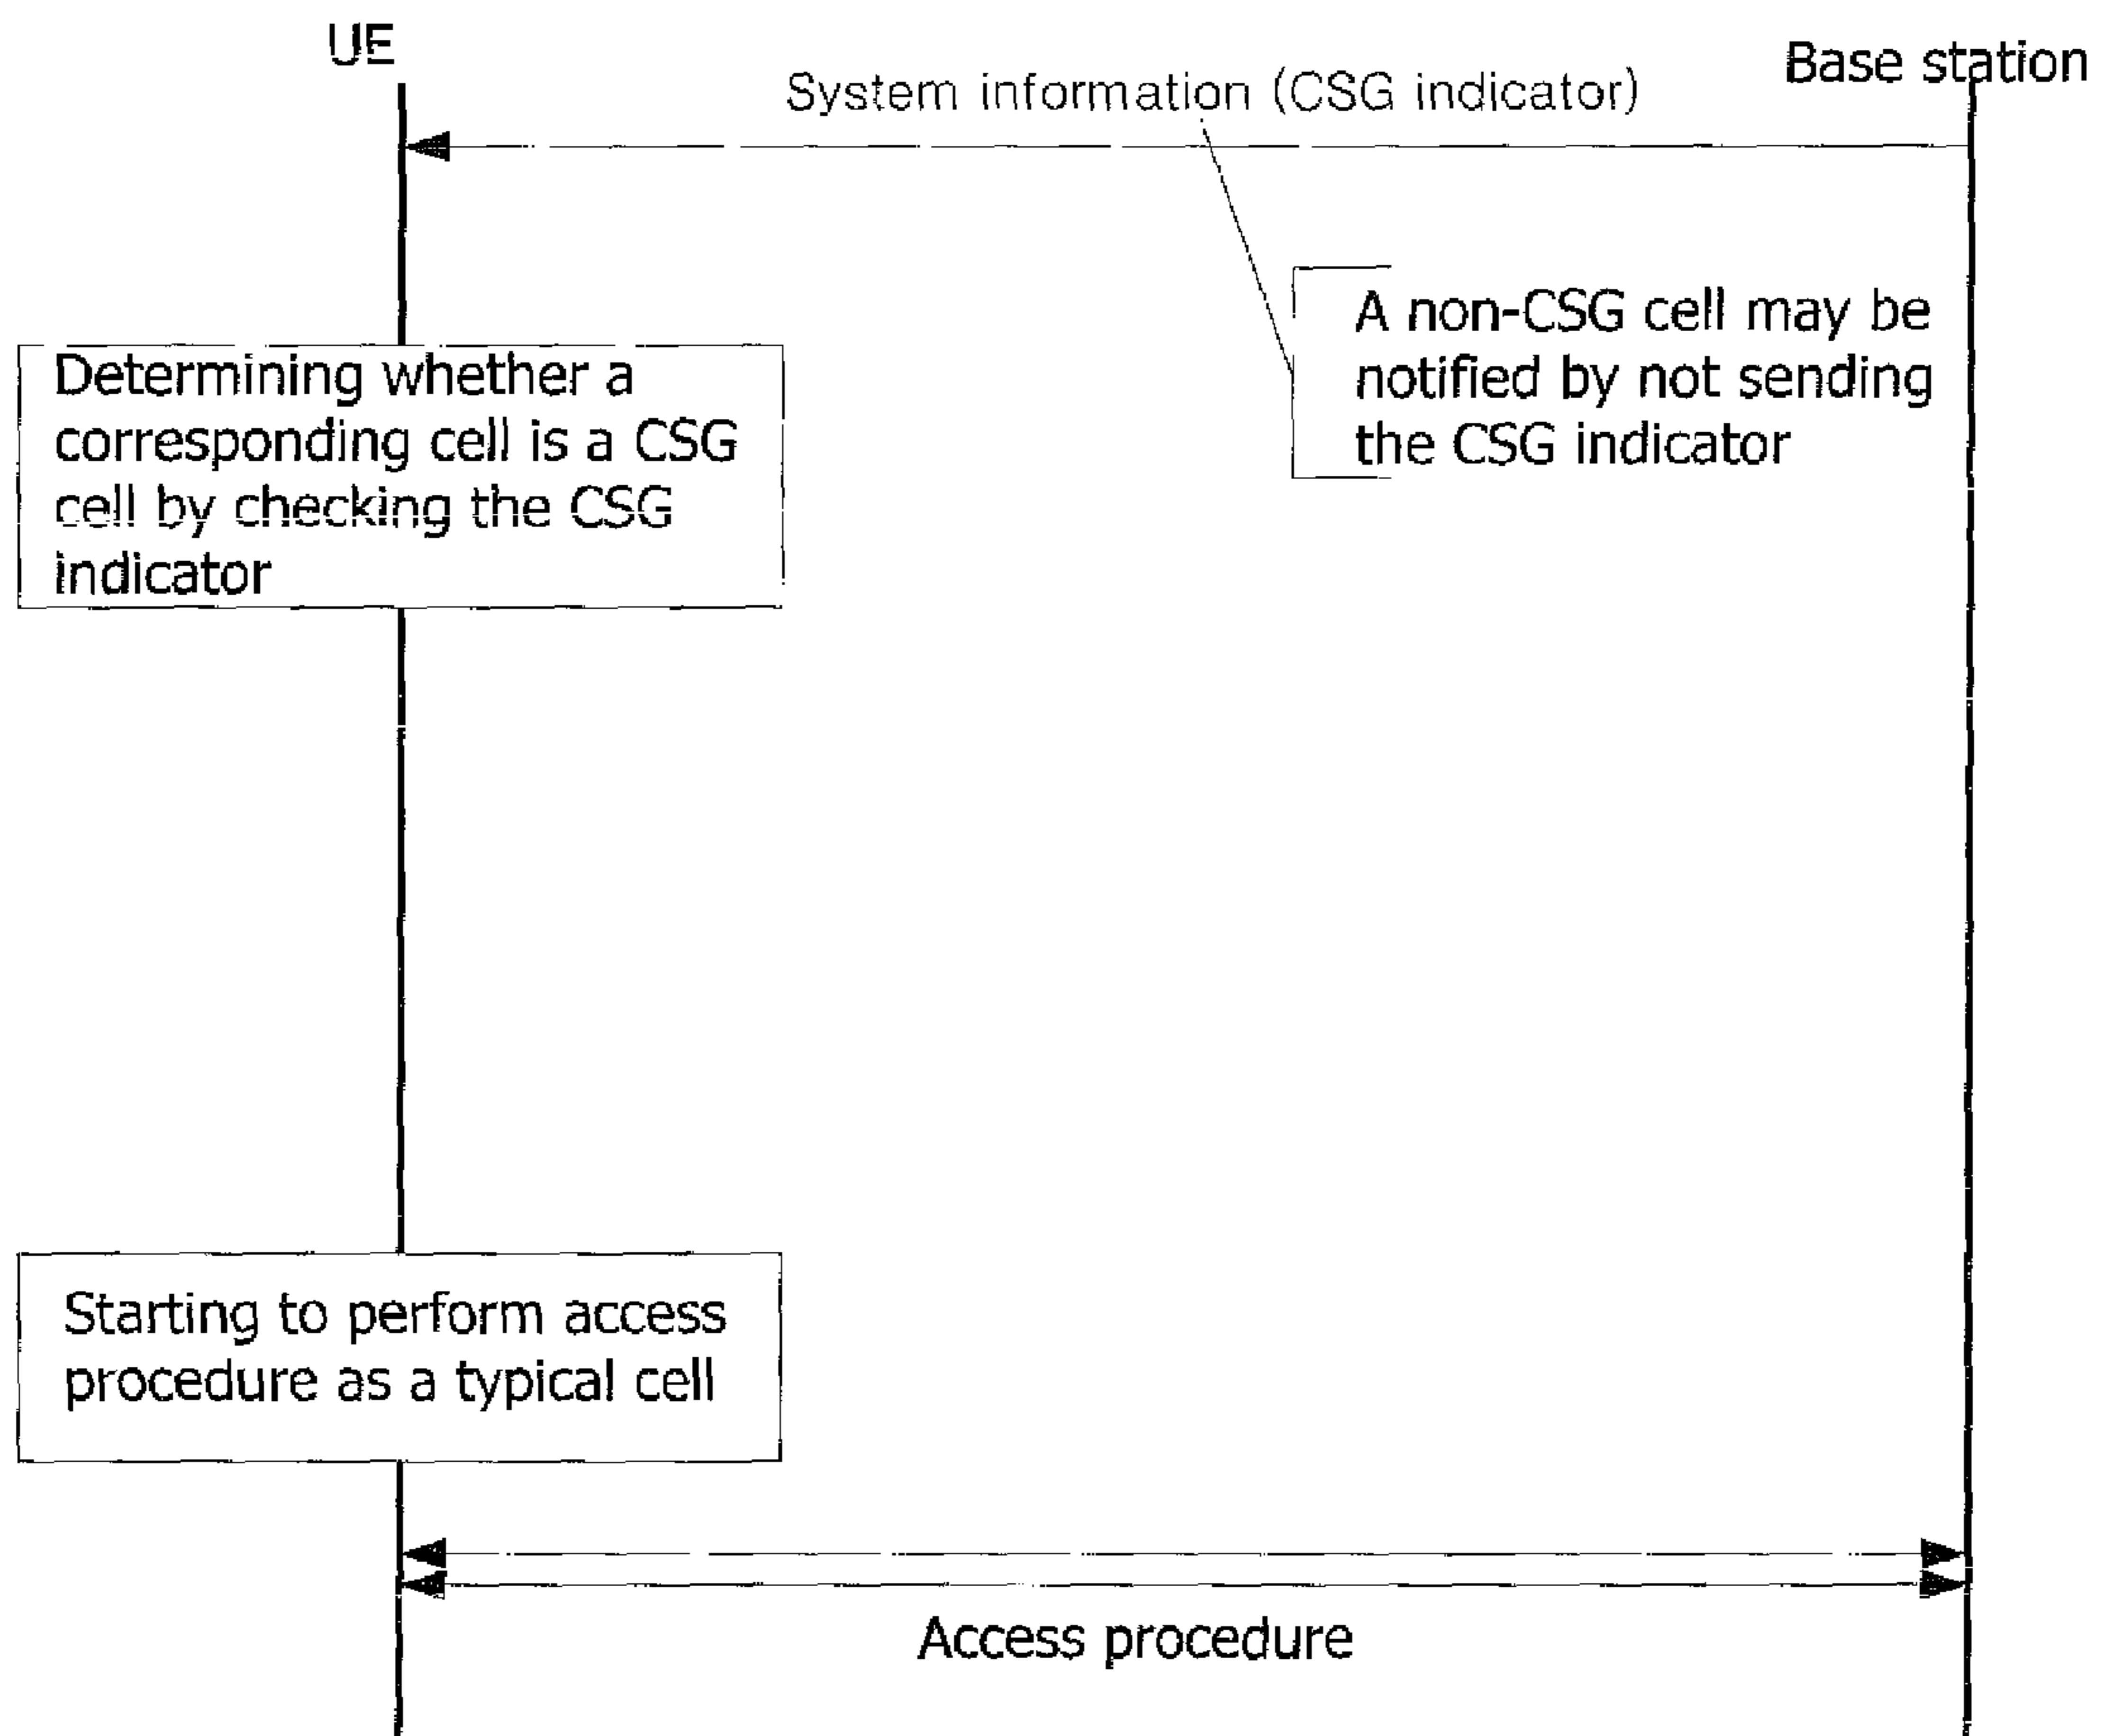 UE
Base station
System information (CSG indicator)
A non-CSG cell may be
notified by not sending
the CSG indicator
Determining whether a
corresponding cell is a CSG
cell by checking the CSG
indicator
Starting to perform access
procedure as a typical cell
Access procedure